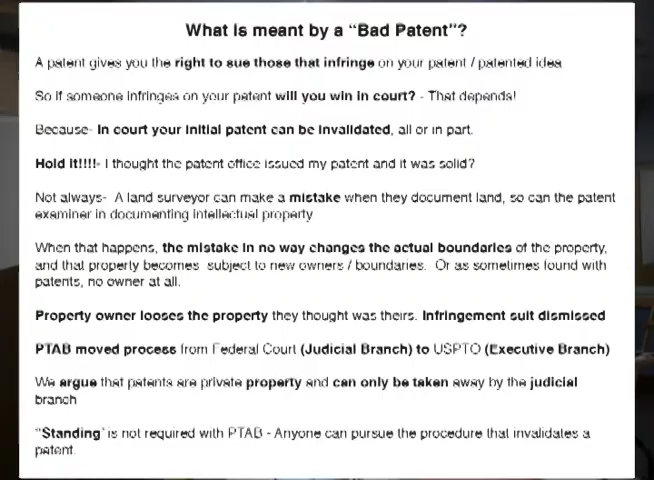 What is meant by a “Bad Patent”?
A patent gives you the right to sue those that infringe on your patent / patented idea
So if someone infringes on your patent will you win in court? - That depends!
Because- In court your initial patent can be invalidated, all or in part.
Hold it!!!!- I thought the patent office issued my patent and it was solid?
Not always- A land surveyor can make a mistake when they document land, so can the patent
examiner in documenting intellectual property
When that happens, the mistake in no way changes the actual boundaries of the property,
and that property becomes subject to new owners / boundaries. Or as sometimes found with
patents, no owner at all.
Property owner looses the property they thought was theirs. Infringement suit dismissed
PTAB moved process from Federal Court (Judicial Branch) to USPTO (Executive Branch)
We argue that patents are private property and can only be taken away by the judicial
branch
“Standing’ is not required with PTAB - Anyone can pursue the procedure that invalidates a
patent.